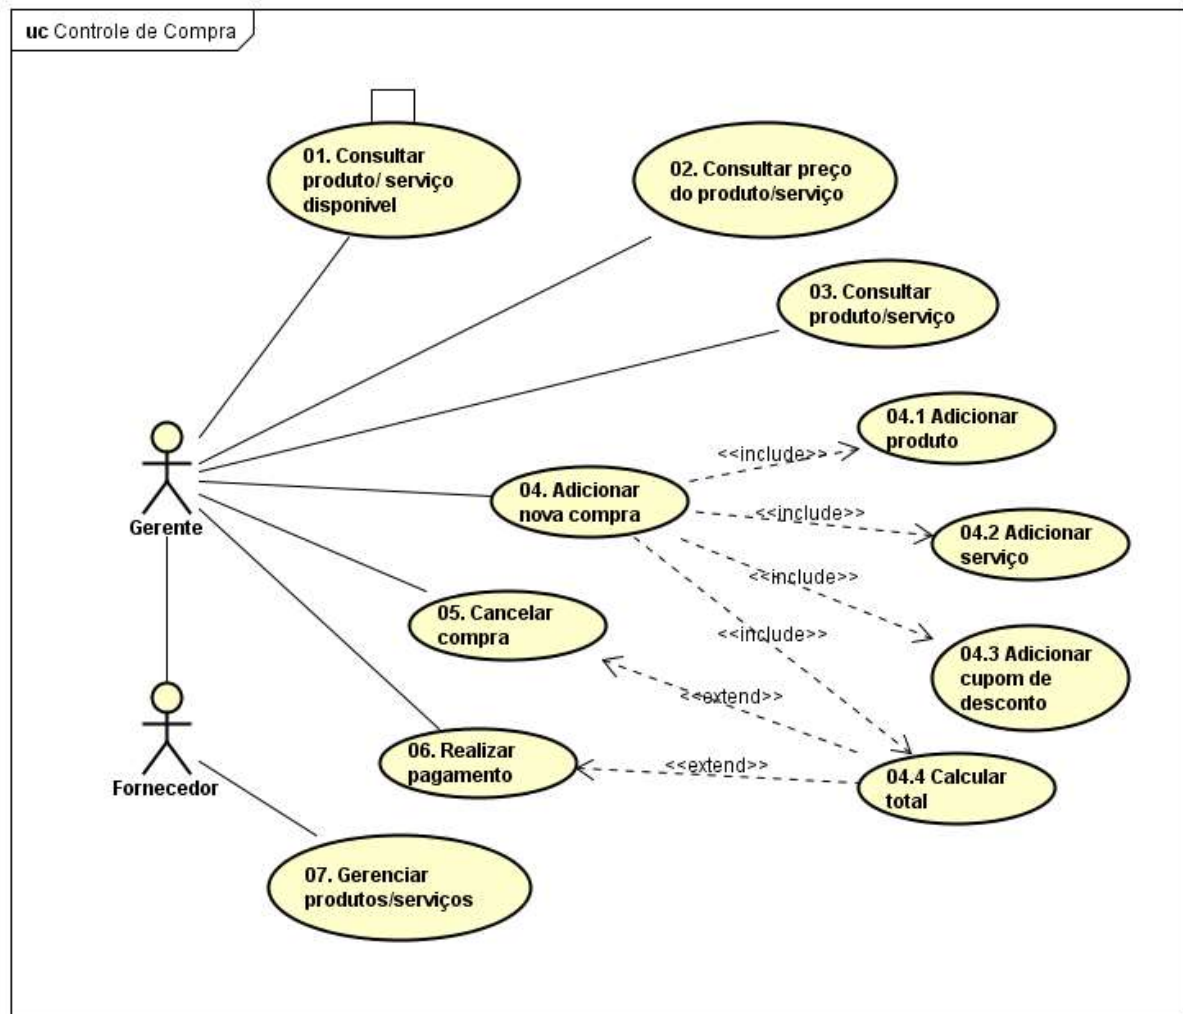 uc Controle de Compra
01. Consultar
produto/ serviço
disponivel
02. Consultar preço
do produto/serviço
03. Consultar
produto/serviço
04.1 Adicionar
produto
<<include>>
04. Adicionar
nova compra
<<include>>
04.2 Adicionar
serviço
Gerente
<<include>>
05. Cancelar
compra
<<include>>
04.3 Adicionar
cupom de
desconto
<<extend>>
06. Realizar
pagamento
<<extend>>
04.4 Calcular
total
Fornecedor
07. Gerenciar
produtos/serviços